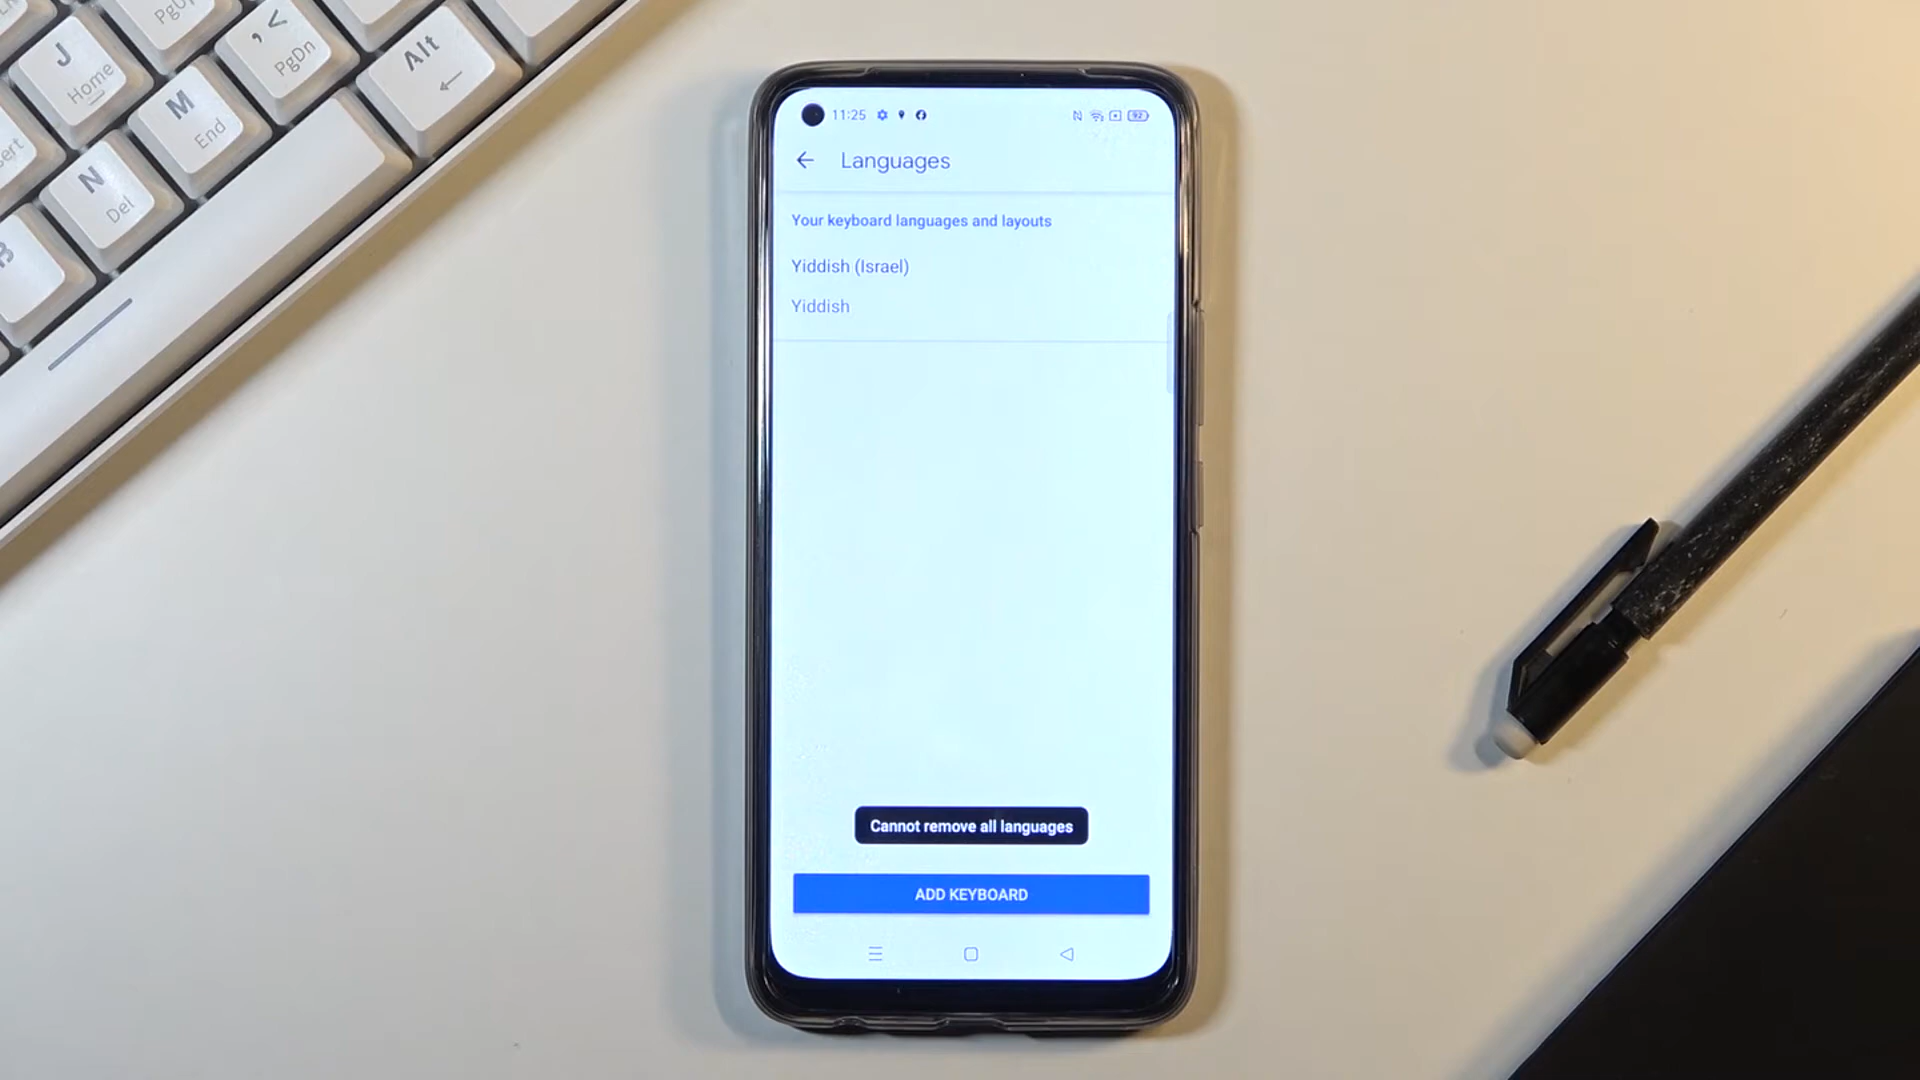 PgUp
J
Home
< ,
PgDn
Alt
M
End
N
Del
B
11:25
92
Languages
Your keyboard languages and layouts
Yiddish (Israel)
Yiddish
Cannot remove all languages
ADD KEYBOARD